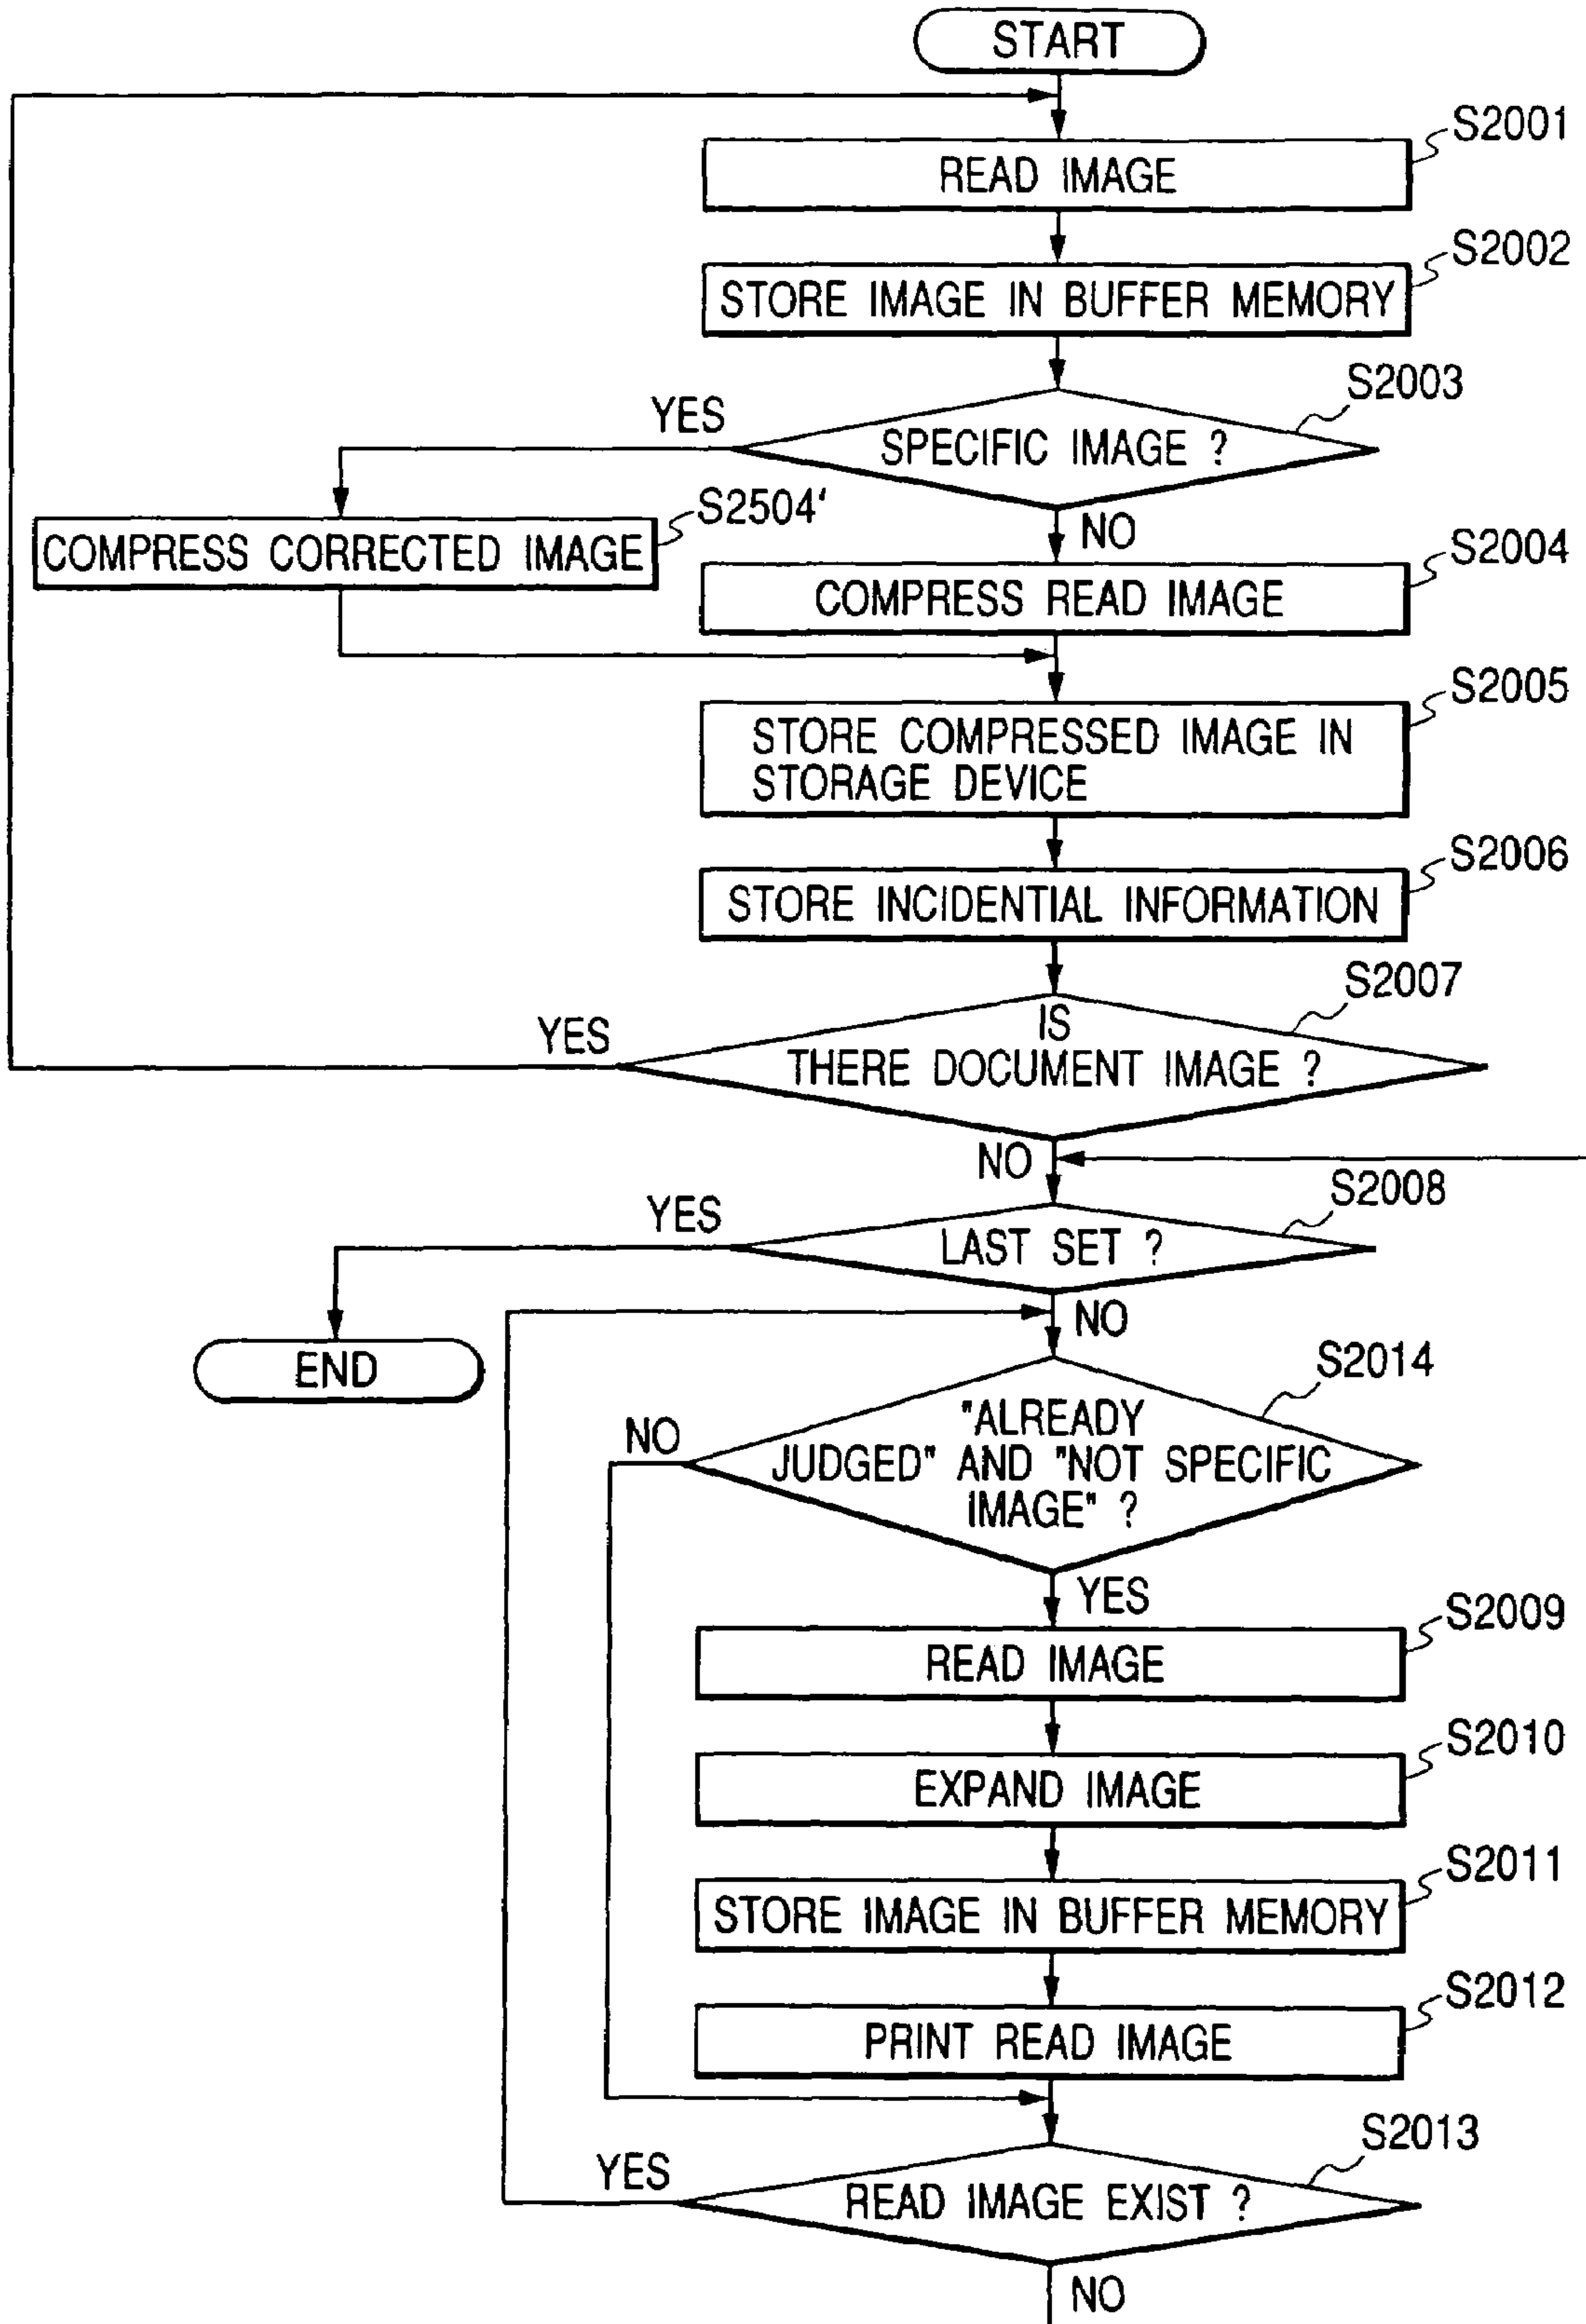 START
S2001
READ IMAGE
S2002
STORE IMAGE IN BUFFER MEMORY
S2003
YES
SPECIFIC IMAGE ?
S2504'
NO
COMPRESS CORRECTED IMAGE
S2004
COMPRESS READ IMAGE
S2005
STORE COMPRESSED IMAGE IN
STORAGE DEVICE
S2006
STORE INCIDENTIAL INFORMATION
S2007
YES
IS
THERE DOCUMENT IMAGE ?
NO
S2008
YES
LAST SET ?
NO
END
S2014
"ALREADY
NO
JUDGED" AND "NOT SPECIFIC
IMAGE" ?
YES
S2009
READ IMAGE
S2010
EXPAND IMAGE
S2011
STORE IMAGE IN BUFFER MEMORY
S2012
PRINT READ IMAGE
S2013
YES
READ IMAGE EXIST ?
NO